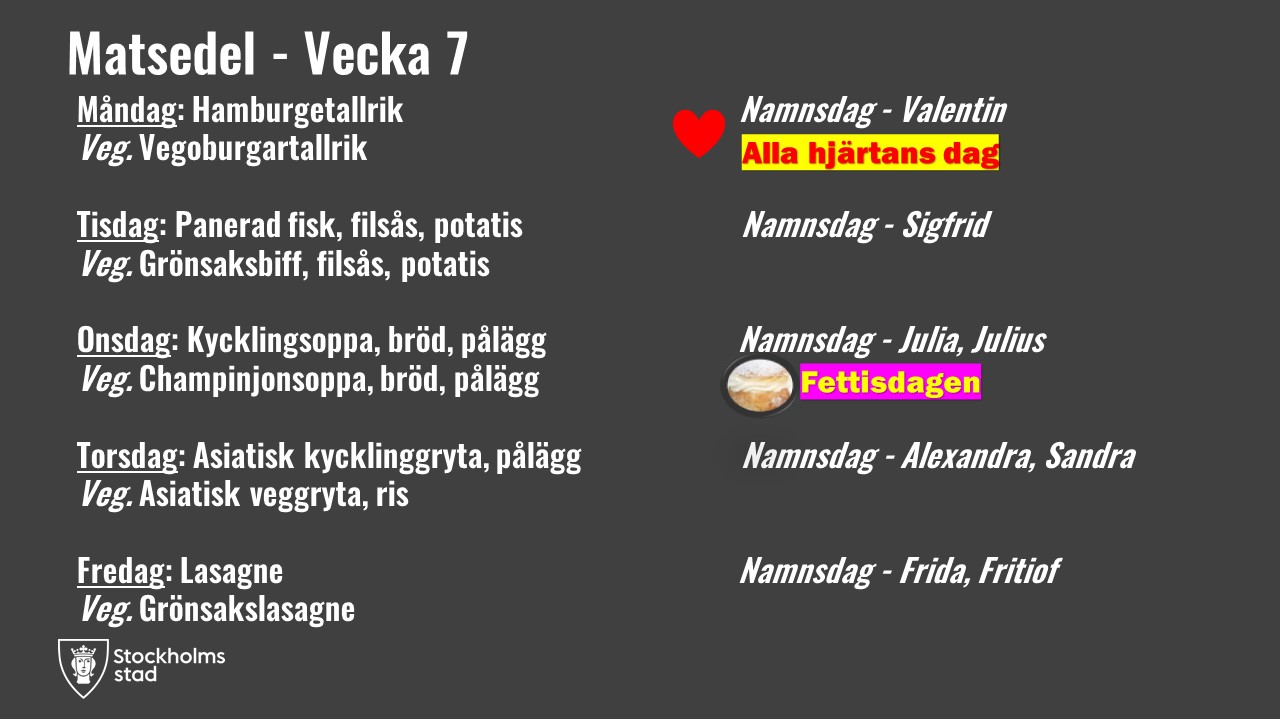 Matsedel - Vecka 7
Måndag: Hamburgetallrik
Veg. Vegoburgartallrik
Namnsdag - Valentin
Alla hjärtans dag
Tisdag: Panerad fisk, filsås, potatis
Veg. Grönsaksbiff, filsås, potatis
Namnsdag - Sigfrid
Onsdag: Kycklingsoppa, bröd, pålägg
Veg. Champinjonsoppa, bröd, pålägg
Namnsdag - Julia, Julius
Fettisdagen
Torsdag: Asiatisk kycklinggryta, pålägg
Veg. Asiatisk veggryta, ris
Namnsdag - Alexandra, Sandra
Fredag: Lasagne
Veg. Grönsakslasagne
Namnsdag - Frida, Fritiof
Stockholms
stad